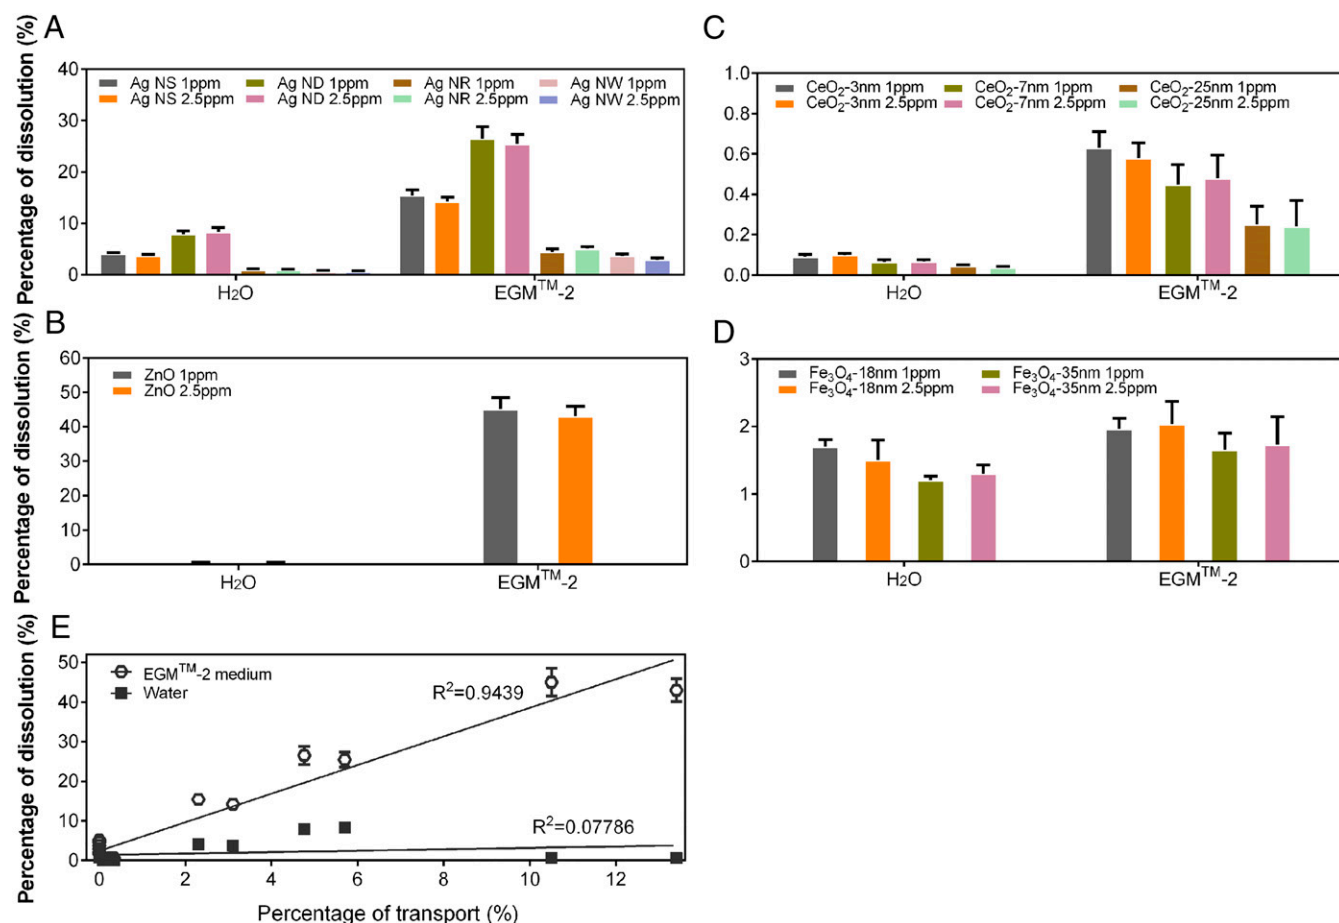 A
Percentage of dissolution (%)
40
30
20
10
0
Ag NS 1ppm Ag ND 1ppm Ag NR 1ppm Ag NW 1ppm
Ag NS 2.5ppm Ag ND 2.5ppm Ag NR 2.5ppm Ag NW 2.5ppm
H₂O EGM™-2
C
1.0
0.8
0.6
0.4
0.2
0.0
CeO₂-3nm 1ppm CeO₂-7nm 1ppm CeO₂-25nm 1ppm
CeO₂-3nm 2.5ppm CeO₂-7nm 2.5ppm CeO₂-25nm 2.5ppm
H₂O EGM™-2
B
Percentage of dissolution (%)
60
50
40
30
20
10
0
ZnO 1ppm
ZnO 2.5ppm
H₂O EGM™-2
D
3
2
1
0
Fe₃O₄-18nm 1ppm Fe₃O₄-35nm 1ppm
Fe₃O₄-18nm 2.5ppm Fe₃O₄-35nm 2.5ppm
H₂O EGM™-2
E
Percentage of dissolution (%)
50
40
30
20
10
0
EGM™-2 medium
Water
R²=0.9439
R²=0.07786
0 2 4 6 8 10 12
Percentage of transport (%)